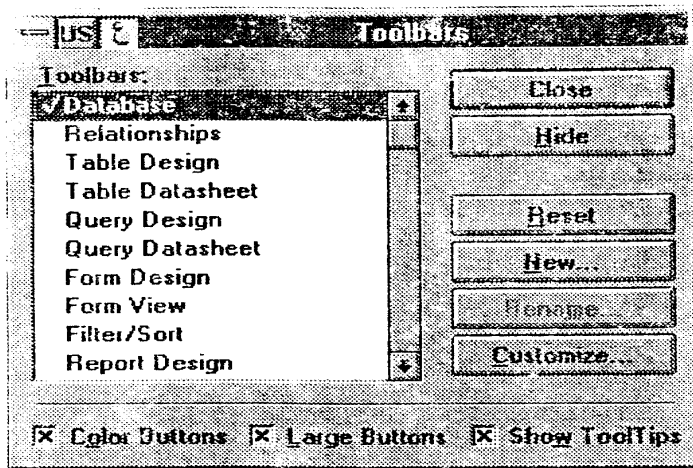 US ع Toolbars
Toolbars:
✓Database
Relationships
Table Design
Table Datasheet
Query Design
Query Datasheet
Form Design
Form View
Filter/Sort
Report Design
Close
Hide
Reset
New...
Rename...
Customize...
Color Buttons Large Buttons Show ToolTips